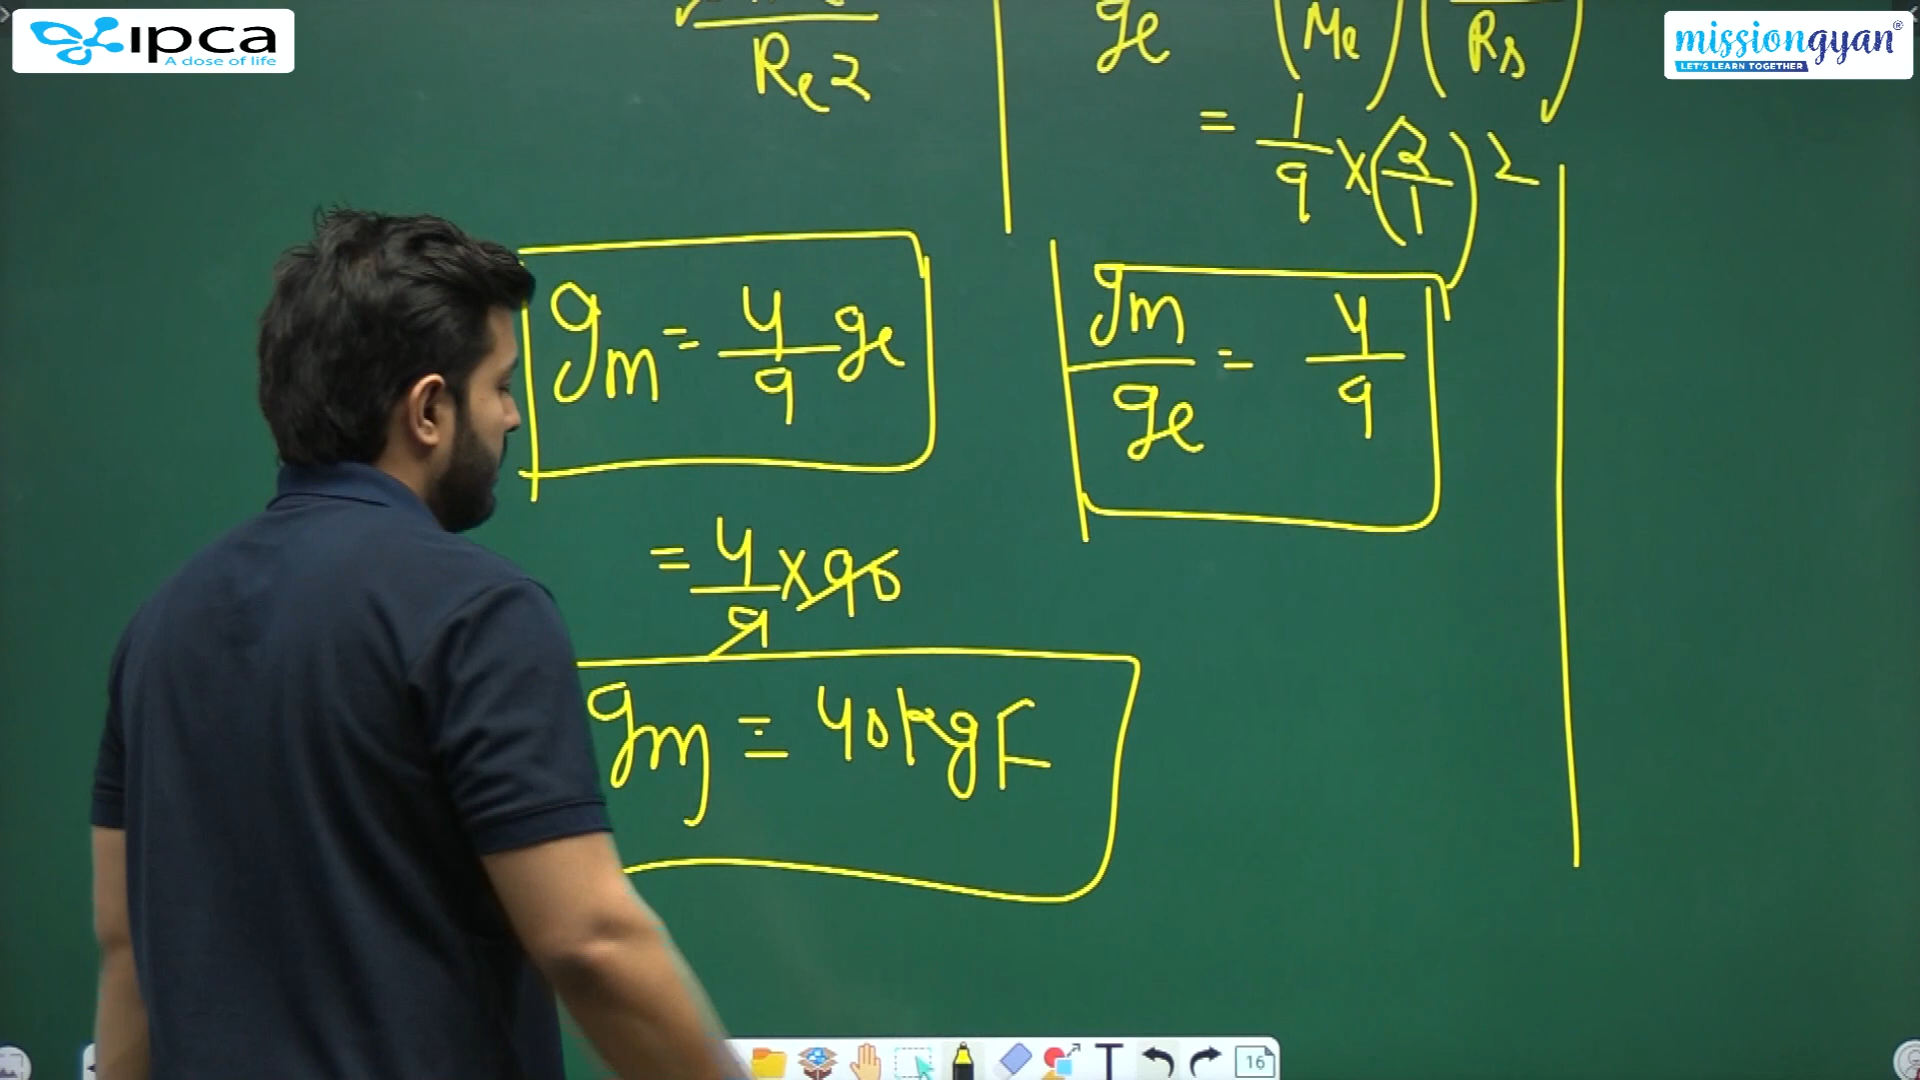 ipca
A dose of life
missiongyan®
LET'S LEARN TOGETHER
Re2
ge (Me) (Rs)
= 1/9 × (2/1)2
gm = 4/9 ge
gm/ge = 4/9
= 4/9 × 90
gm = 40kgF
T
16